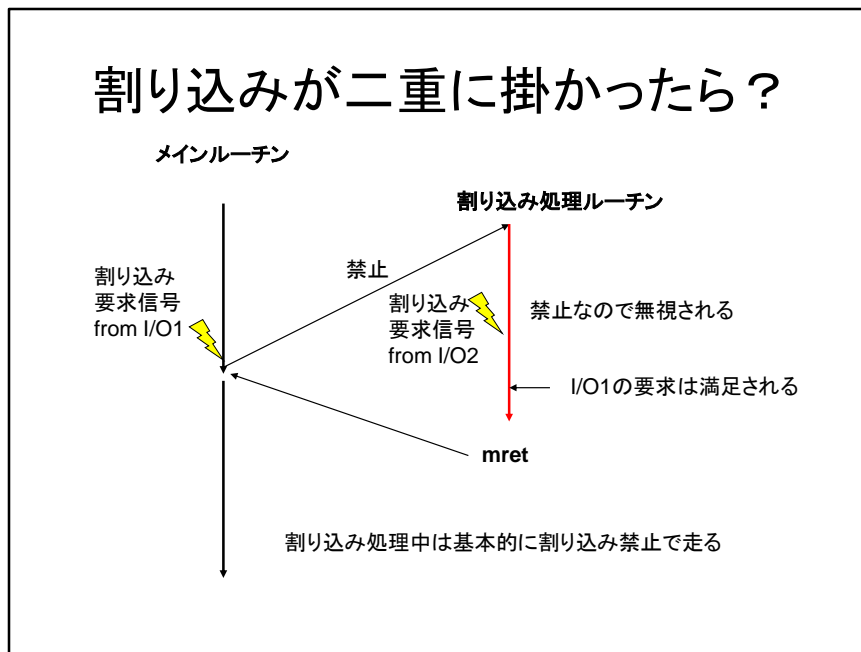 割り込みが二重に掛かったら？
メインルーチン
割り込み処理ルーチン
禁止
割り込み
要求信号
from I/O1
割り込み
要求信号
from I/O2
禁止なので無視される
I/O1の要求は満足される
mret
割り込み処理中は基本的に割り込み禁止で走る